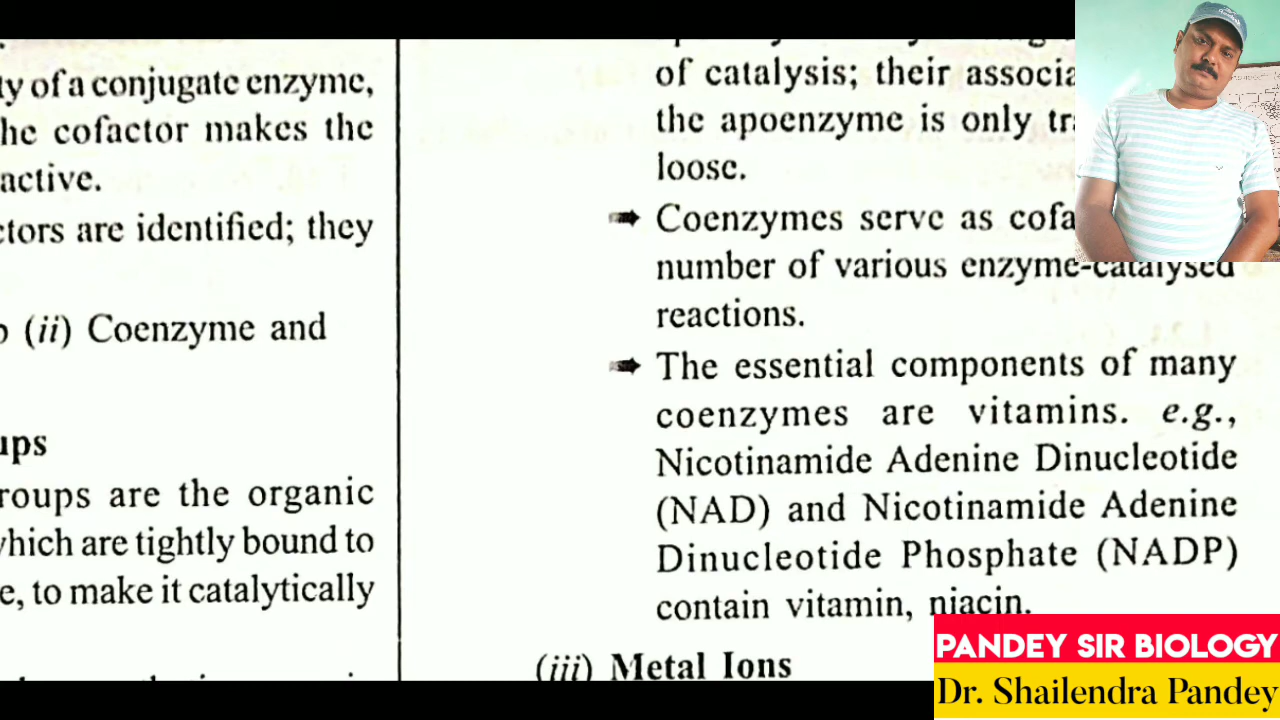 ty of a conjugate enzyme,
he cofactor makes the
active.
ctors are identified; they
(ii) Coenzyme and
ups
roups are the organic
which are tightly bound to
e, to make it catalytically
of catalysis; their associa
the apoenzyme is only tra
loose.
➡ Coenzymes serve as cofa
number of various enzyme-catalysed
reactions.
➡ The essential components of many
coenzymes are vitamins. e.g.,
Nicotinamide Adenine Dinucleotide
(NAD) and Nicotinamide Adenine
Dinucleotide Phosphate (NADP)
contain vitamin, niacin.
(iii) Metal Ions
PANDEY SIR BIOLOGY
Dr. Shailendra Pandey